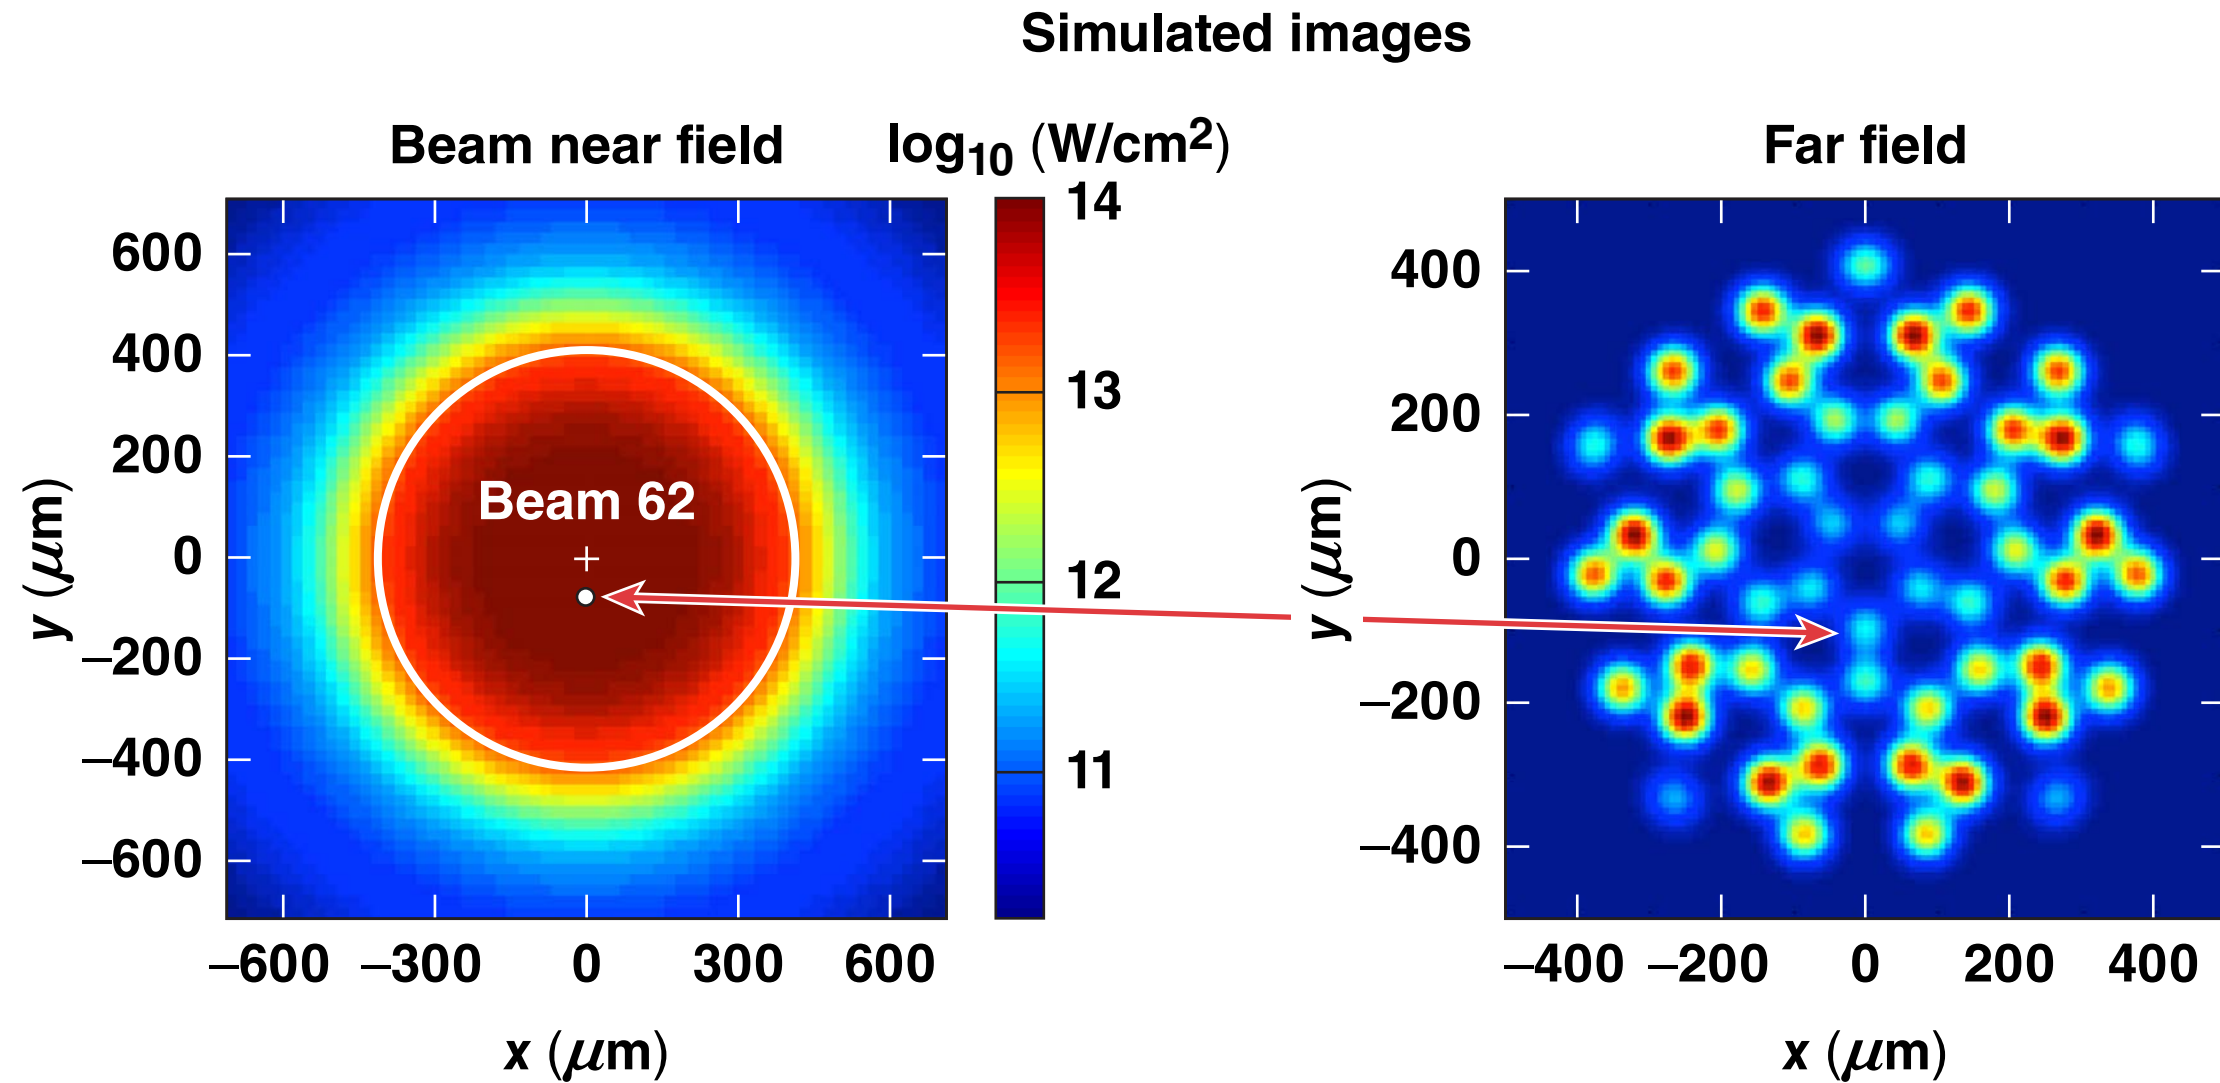 Simulated images
Beam near field
log10 (W/cm2)
Far field
600
400
200
0
–200
–400
–600
y (μm)
Beam 62
–600 –300 0 300 600
x (μm)
14
13
12
11
400
200
0
–200
–400
y (μm)
–400 –200 0 200 400
x (μm)